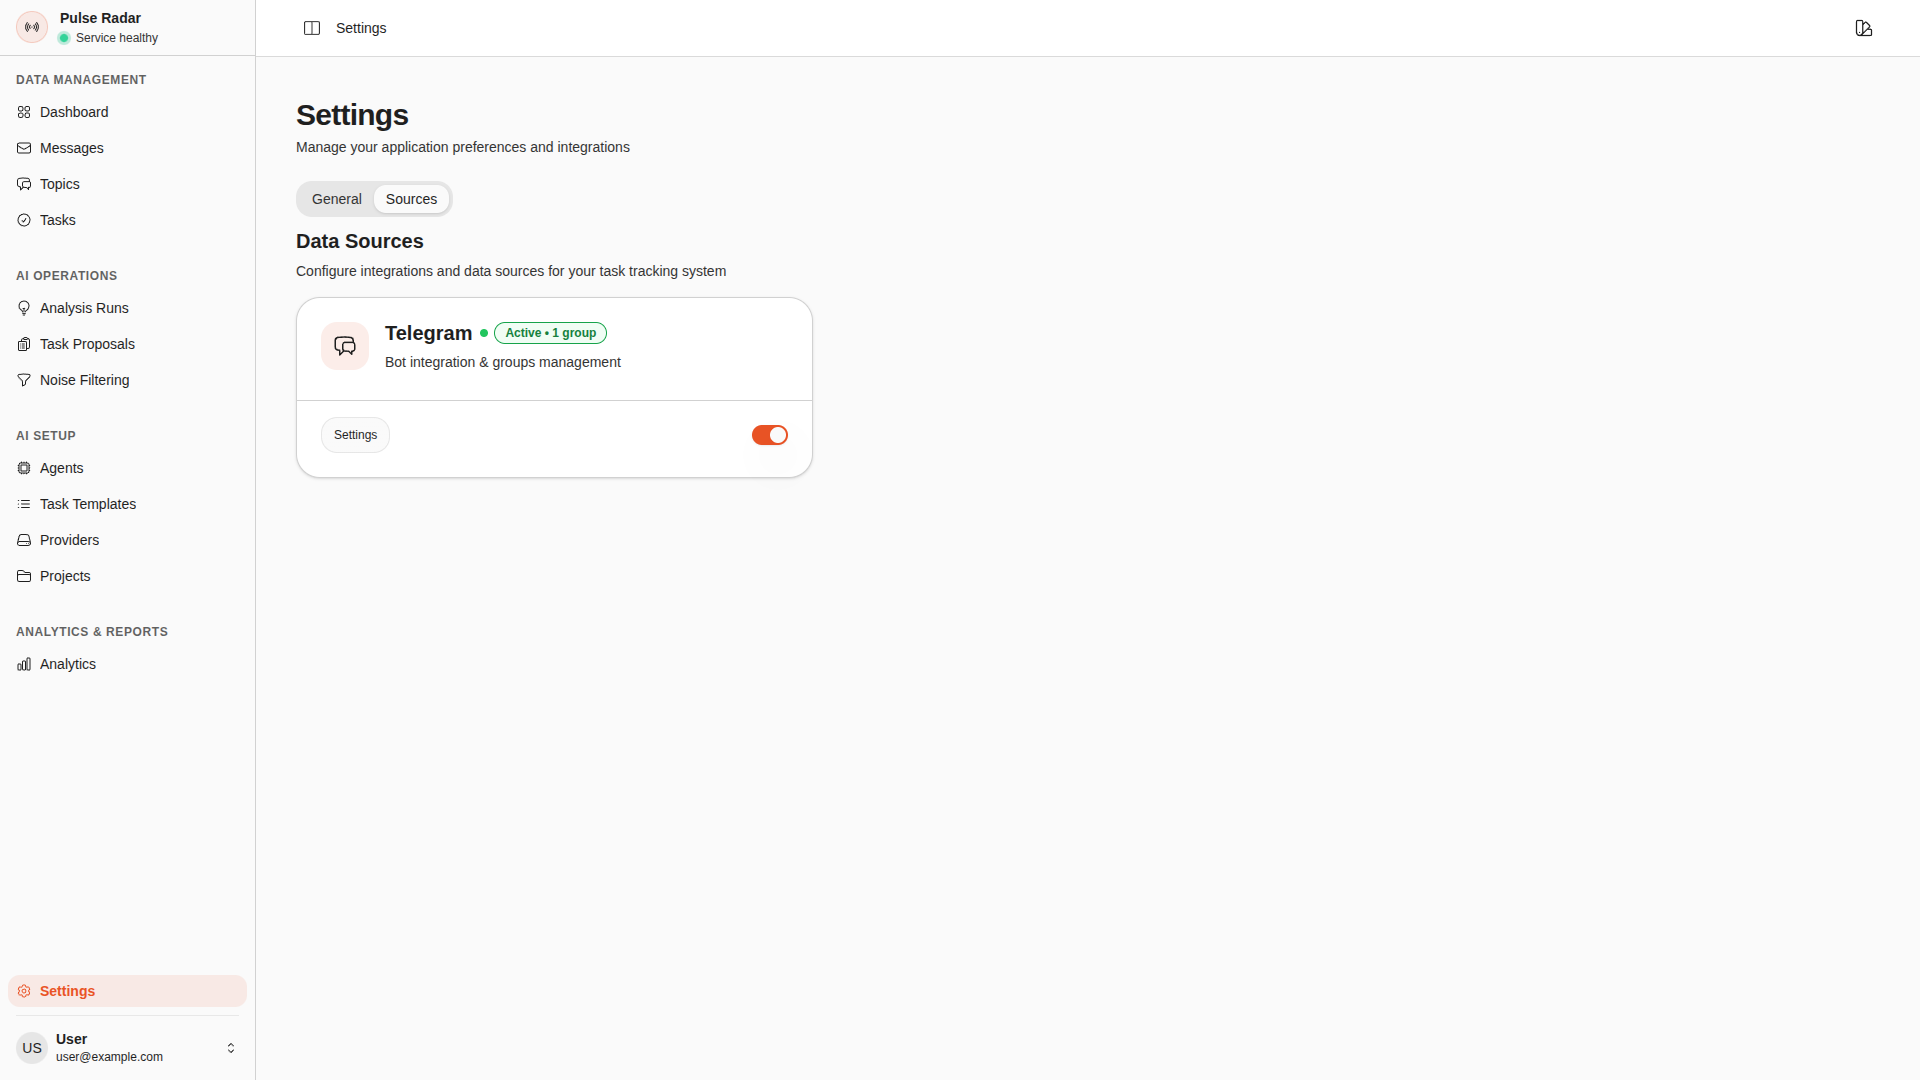 Pulse Radar
Service healthy
DATA MANAGEMENT
Dashboard
Messages
Topics
Tasks
AI OPERATIONS
Analysis Runs
Task Proposals
Noise Filtering
AI SETUP
Agents
Task Templates
Providers
Projects
ANALYTICS & REPORTS
Analytics
Settings
US
User
user@example.com
Settings
Settings
Manage your application preferences and integrations
General Sources
Data Sources
Configure integrations and data sources for your task tracking system
Telegram Active • 1 group
Bot integration & groups management
Settings